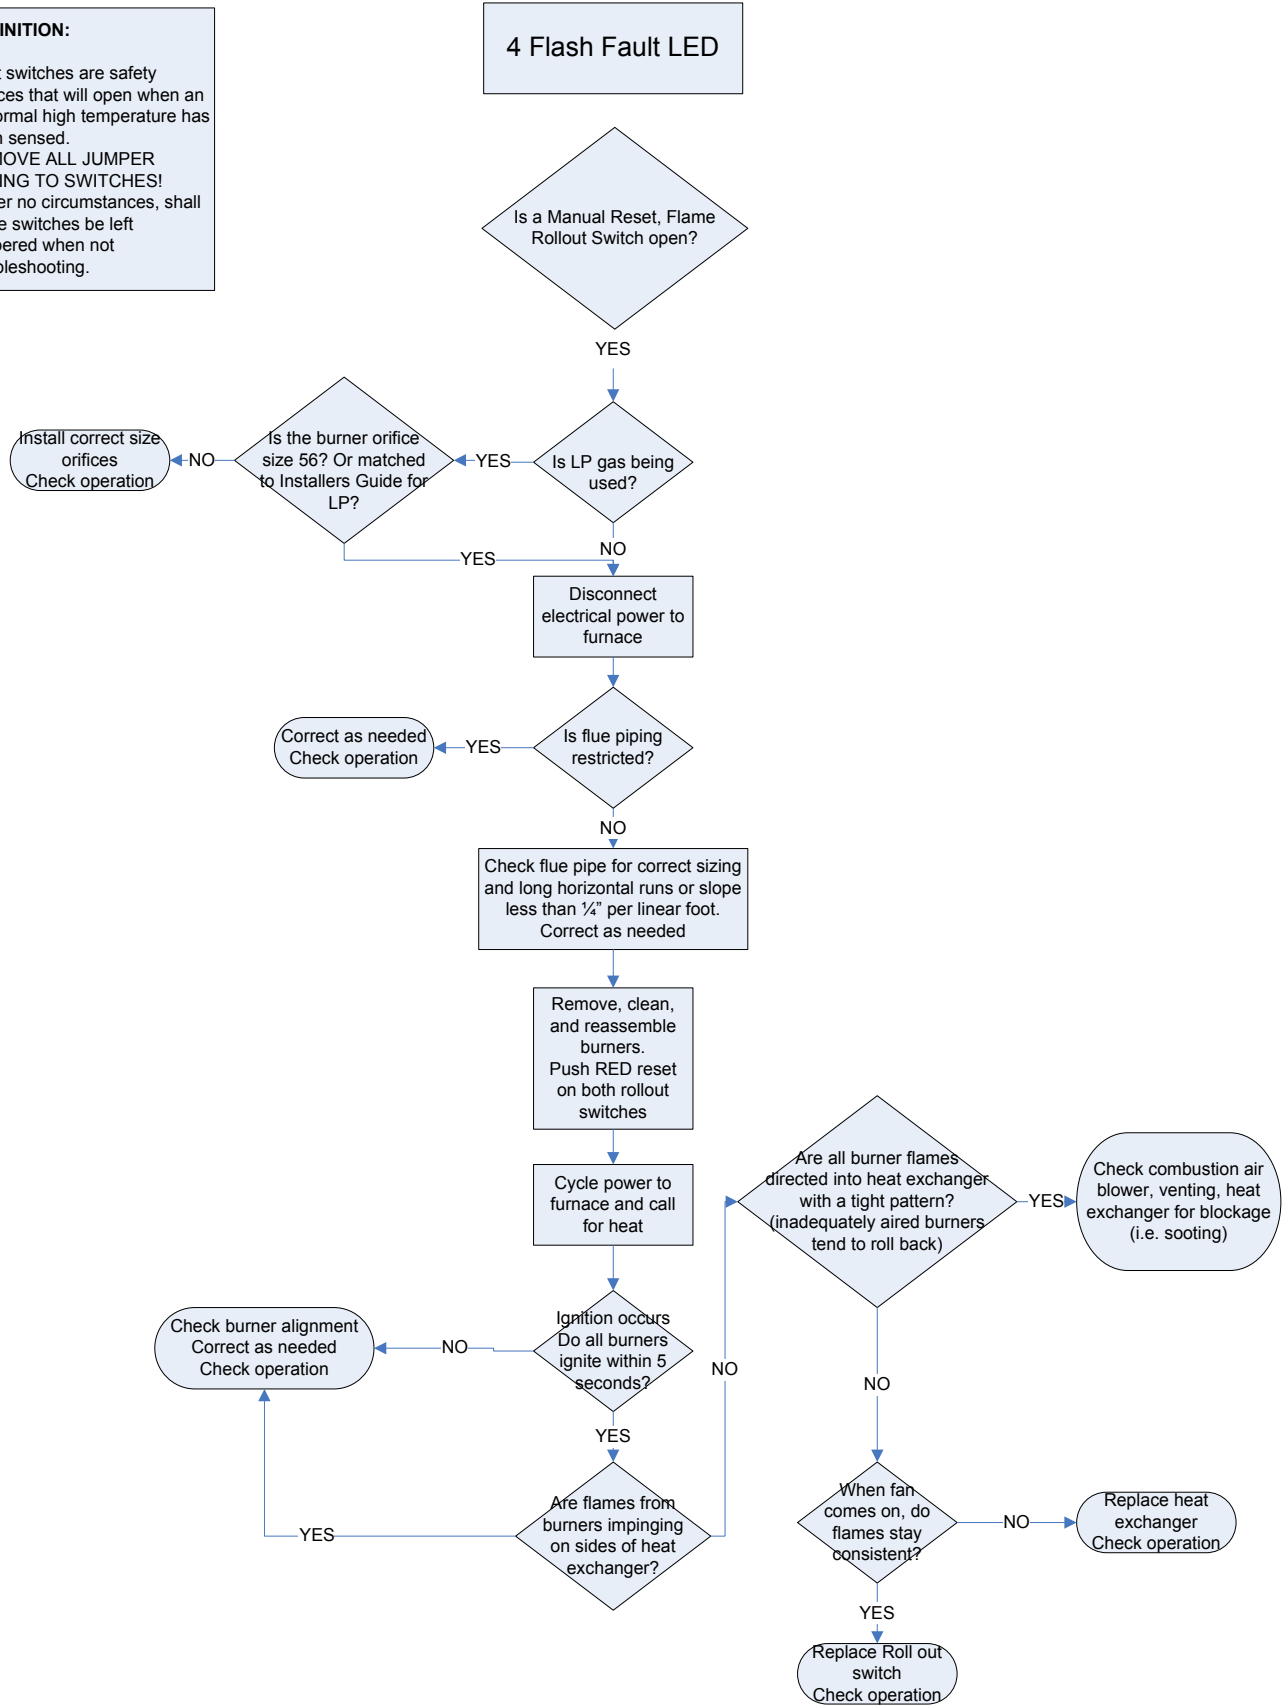 INITION:
t switches are safety
ces that will open when an
ormal high temperature has
n sensed.
MOVE ALL JUMPER
ING TO SWITCHES!
er no circumstances, shall
e switches be left
pered when not
bleshooting.
4 Flash Fault LED
Is a Manual Reset, Flame
Rollout Switch open?
YES
Is LP gas being
used?
YES
Is the burner orifice
size 56? Or matched
to Installers Guide for
LP?
NO
Install correct size
orifices
Check operation
YES
NO
Disconnect
electrical power to
furnace
Is flue piping
restricted?
YES
Correct as needed
Check operation
NO
Check flue pipe for correct sizing
and long horizontal runs or slope
less than ¼” per linear foot.
Correct as needed
Remove, clean,
and reassemble
burners.
Push RED reset
on both rollout
switches
Cycle power to
furnace and call
for heat
Ignition occurs
Do all burners
ignite within 5
seconds?
NO
Check burner alignment
Correct as needed
Check operation
YES
Are flames from
burners impinging
on sides of heat
exchanger?
YES
NO
Are all burner flames
directed into heat exchanger
with a tight pattern?
(inadequately aired burners
tend to roll back)
YES
Check combustion air
blower, venting, heat
exchanger for blockage
(i.e. sooting)
NO
When fan
comes on, do
flames stay
consistent?
NO
Replace heat
exchanger
Check operation
YES
Replace Roll out
switch
Check operation